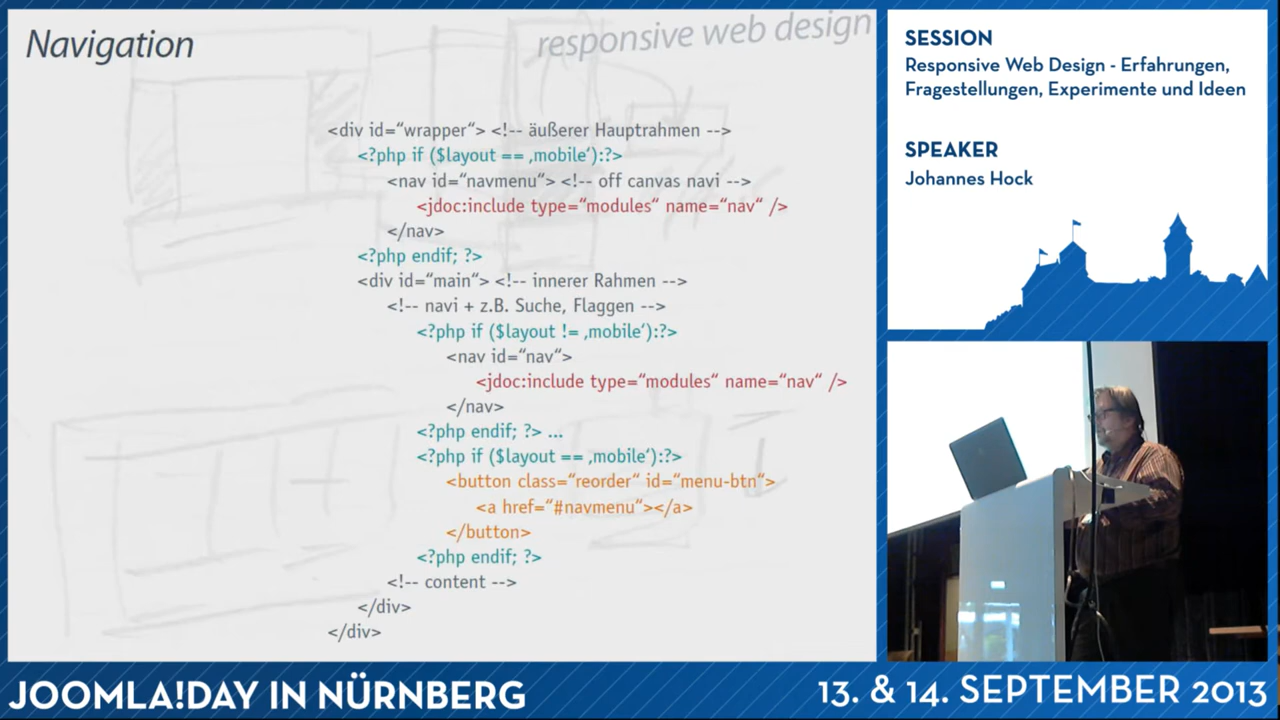 Navigation
responsive web design
<div id=“wrapper“> <!-- äußerer Hauptrahmen -->
<?php if ($layout == ‚mobile‘):?>
<nav id=“navmenu“> <!-- off canvas navi -->
<jdoc:include type=“modules“ name=“nav“ />
</nav>
<?php endif; ?>
<div id=“main“> <!-- innerer Rahmen -->
<!-- navi + z.B. Suche, Flaggen -->
<?php if ($layout != ‚mobile‘):?>
<nav id=“nav“>
<jdoc:include type=“modules“ name=“nav“ />
</nav>
<?php endif; ?> ...
<?php if ($layout == ‚mobile‘):?>
<button class=“reorder“ id=“menu-btn“>
<a href=“#navmenu“></a>
</button>
<?php endif; ?>
<!-- content -->
</div>
</div>
SESSION
Responsive Web Design - Erfahrungen,
Fragestellungen, Experimente und Ideen
SPEAKER
Johannes Hock
JOOMLA!DAY IN NÜRNBERG
13. & 14. SEPTEMBER 2013